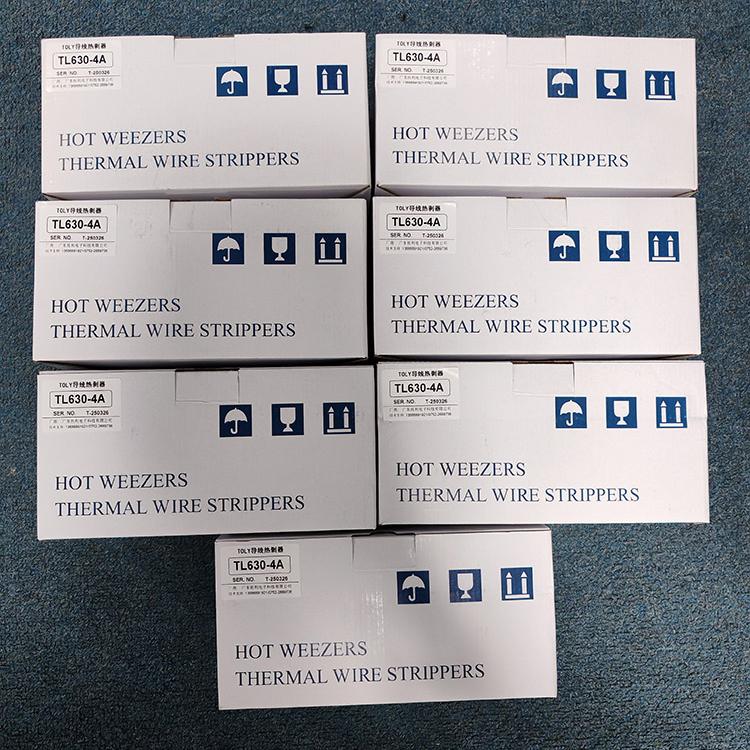 TOLY导线热剥器
TL630-4A
SER. NO. T-250326
HOT WEEZERS
THERMAL WIRE STRIPPERS
TOLY导线热剥器
TL630-4A
SER. NO. T-250326
HOT WEEZERS
THERMAL WIRE STRIPPERS
TOLY导线热剥器
TL630-4A
SER. NO. T-250326
HOT WEEZERS
THERMAL WIRE STRIPPERS
TOLY导线热剥器
TL630-4A
SER. NO. T-250326
HOT WEEZERS
THERMAL WIRE STRIPPERS
TOLY导线热剥器
TL630-4A
SER. NO. T-250326
HOT WEEZERS
THERMAL WIRE STRIPPERS
TOLY导线热剥器
TL630-4A
SER. NO. T-250326
HOT WEEZERS
THERMAL WIRE STRIPPERS
TOLY导线热剥器
TL630-4A
SER. NO. T-250326
HOT WEEZERS
THERMAL WIRE STRIPPERS